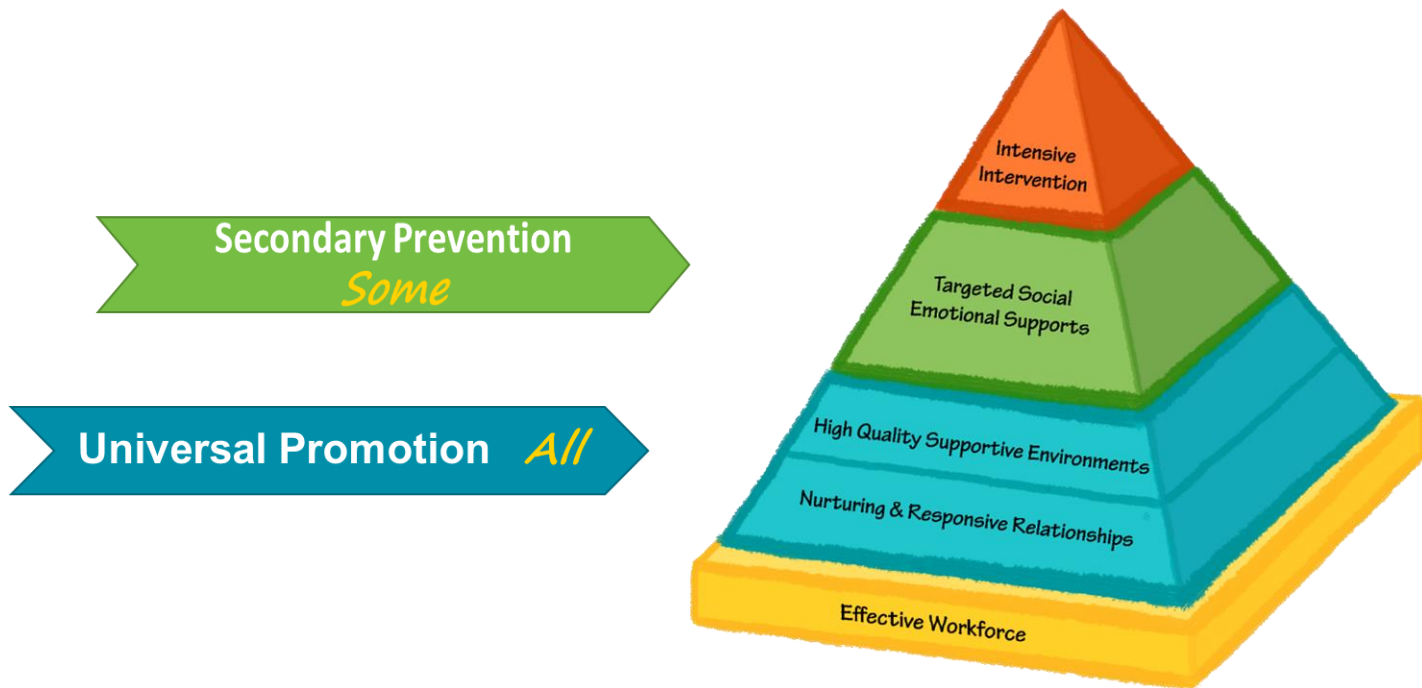 Secondary Prevention
Some
Universal Promotion All
Intensive
Intervention
Targeted Social
Emotional Supports
High Quality Supportive Environments
Nurturing & Responsive Relationships
Effective Workforce